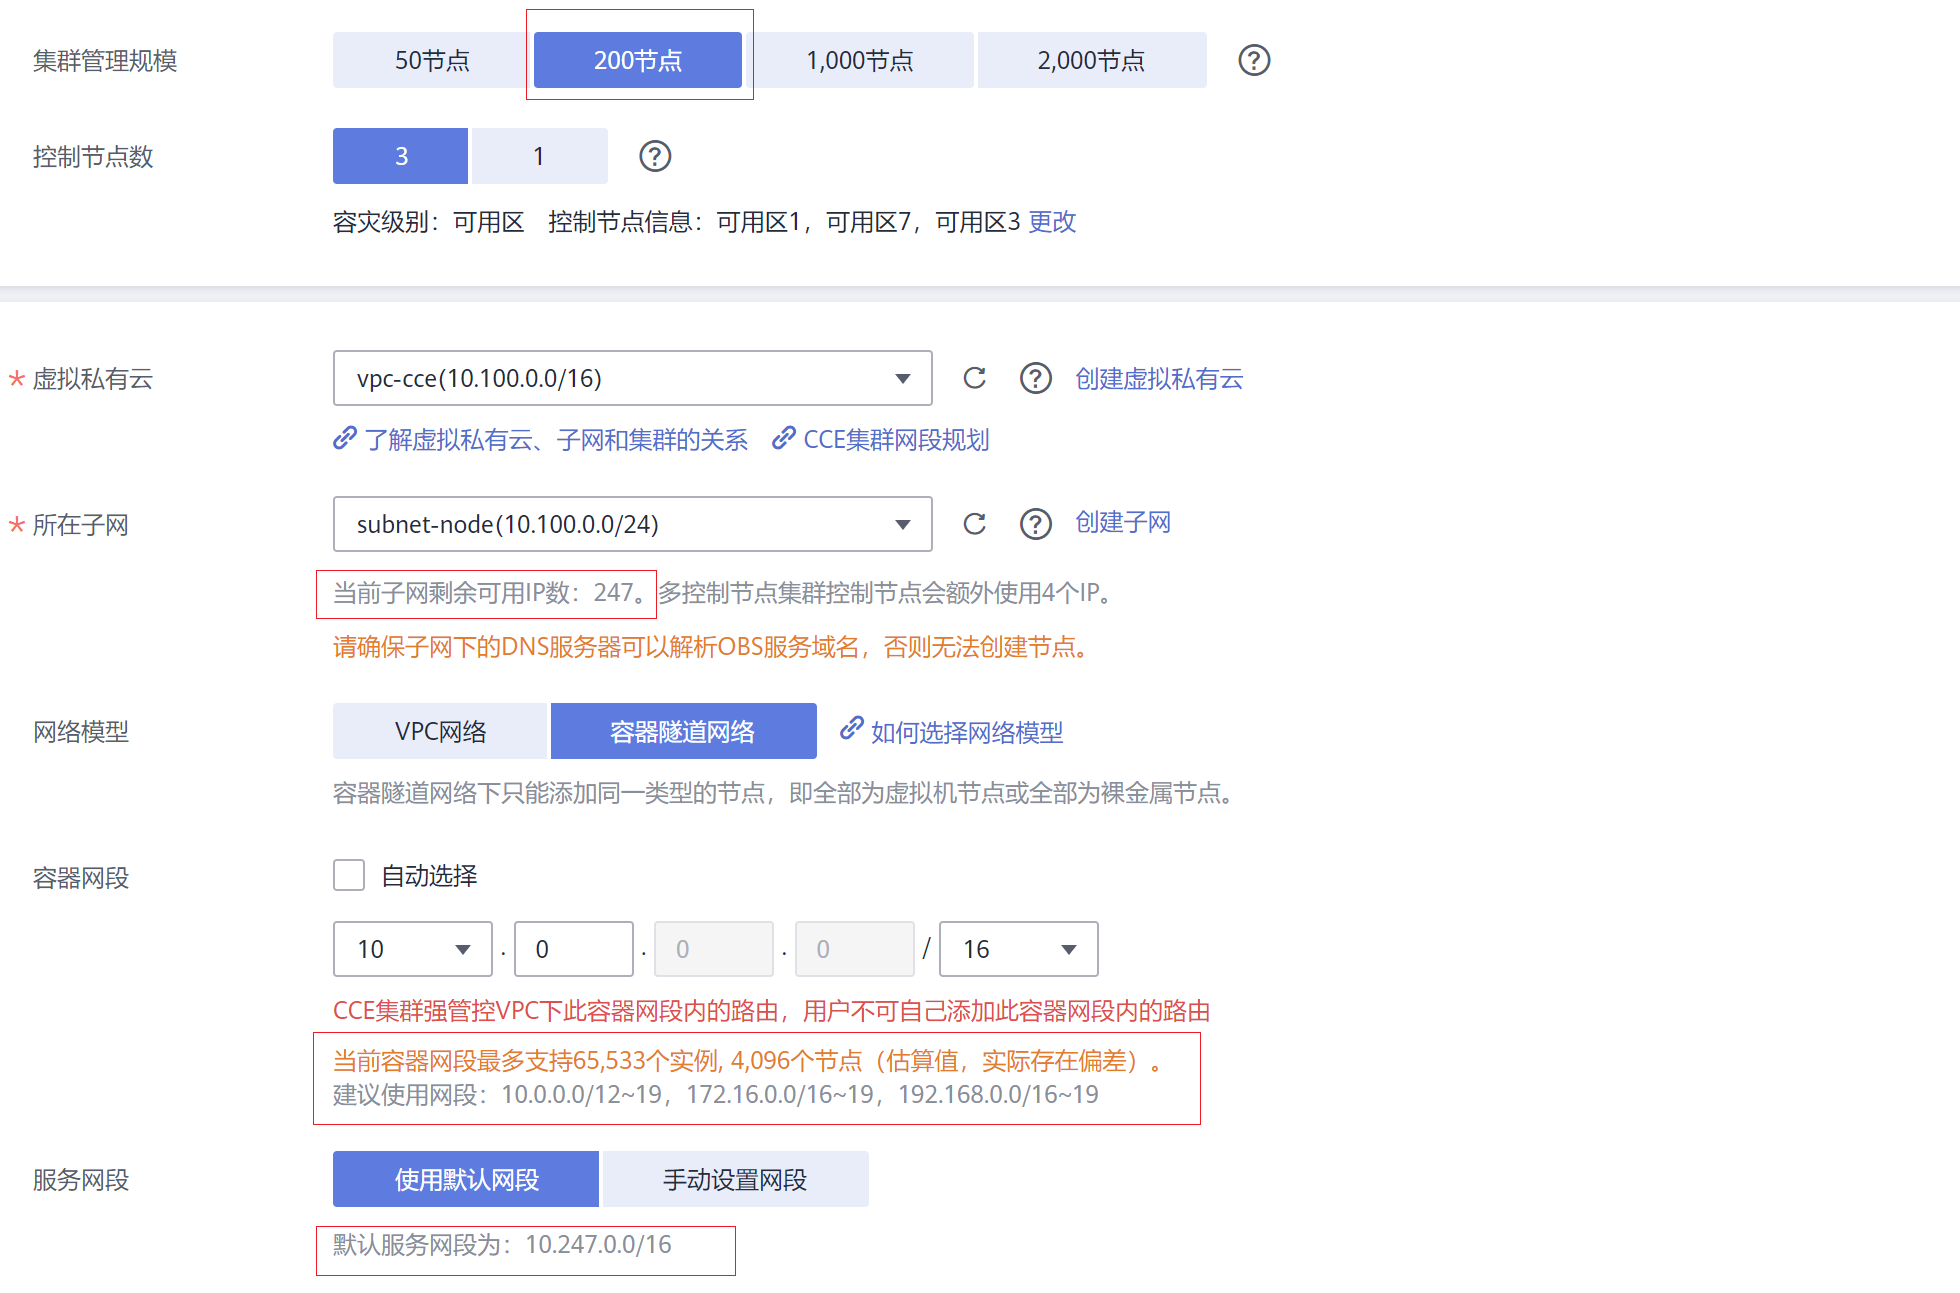 集群管理规模 50节点 200节点 1,000节点 2,000节点 ?
控制节点数 3 1 ?
容灾级别：可用区 控制节点信息：可用区1，可用区7，可用区3 更改
* 虚拟私有云 vpc-cce(10.100.0.0/16) ? 创建虚拟私有云
了解虚拟私有云、子网和集群的关系 CCE集群网段规划
* 所在子网 subnet-node(10.100.0.0/24) ? 创建子网
当前子网剩余可用IP数：247。多控制节点集群控制节点会额外使用4个IP。
请确保子网下的DNS服务器可以解析OBS服务域名，否则无法创建节点。
网络模型 VPC网络 容器隧道网络 如何选择网络模型
容器隧道网络下只能添加同一类型的节点，即全部为虚拟机节点或全部为裸金属节点。
容器网段 自动选择
10 . 0 . 0 . 0 / 16
CCE集群强管控VPC下此容器网段内的路由，用户不可自己添加此容器网段内的路由
当前容器网段最多支持65,533个实例, 4,096个节点（估算值，实际存在偏差）。
建议使用网段：10.0.0.0/12~19，172.16.0.0/16~19，192.168.0.0/16~19
服务网段 使用默认网段 手动设置网段
默认服务网段为：10.247.0.0/16